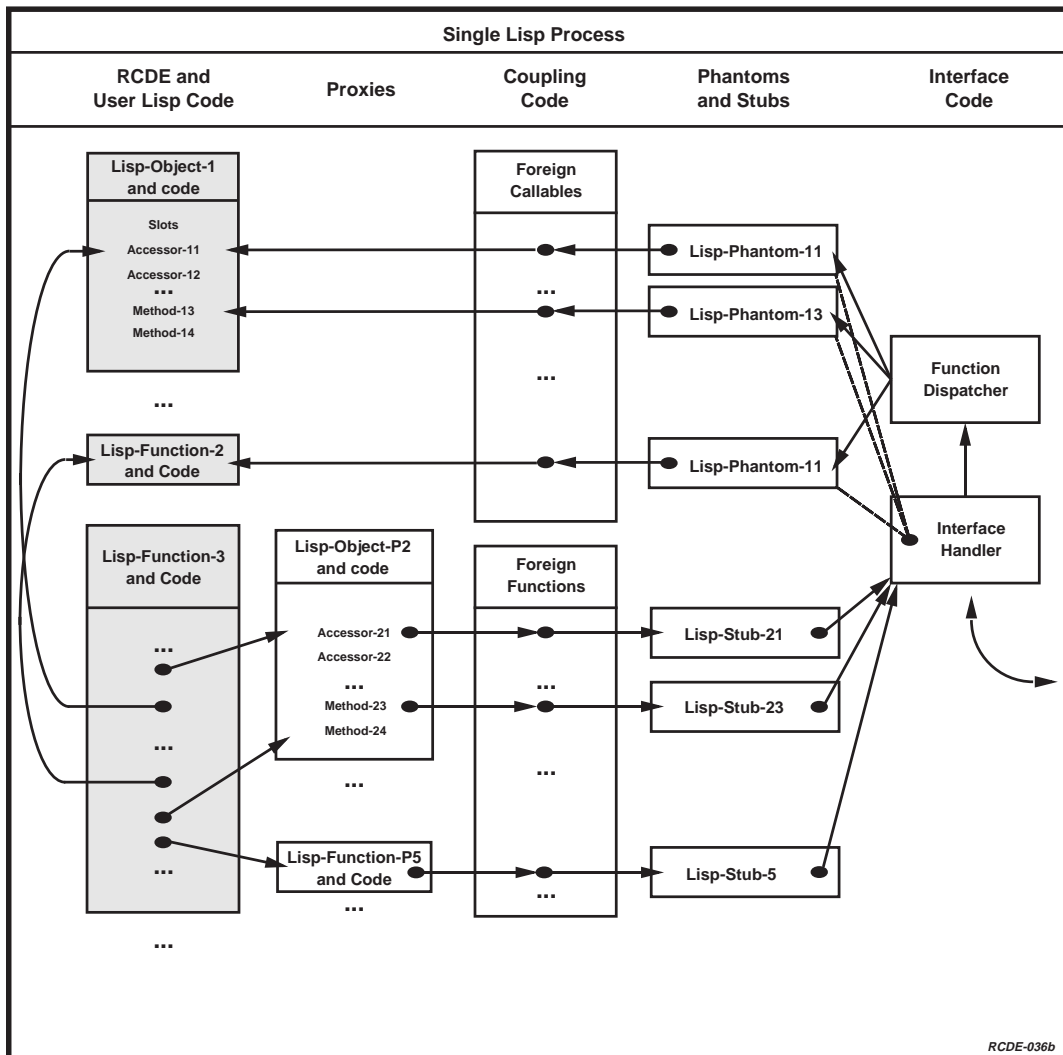 Single Lisp Process
RCDE and
User Lisp Code
Proxies
Coupling
Code
Phantoms
and Stubs
Interface
Code
Lisp-Object-1
and code
Slots
Accessor-11
Accessor-12
...
Method-13
Method-14
...
Lisp-Function-2
and Code
Lisp-Function-3
and Code
...
...
...
...
Lisp-Object-P2
and code
Accessor-21
Accessor-22
...
Method-23
Method-24
...
Lisp-Function-P5
and Code
...
Foreign
Callables
...
...
Foreign
Functions
...
...
...
Lisp-Phantom-11
Lisp-Phantom-13
Lisp-Phantom-11
Lisp-Stub-21
Lisp-Stub-23
Lisp-Stub-5
Function
Dispatcher
Interface
Handler
RCDE-036b